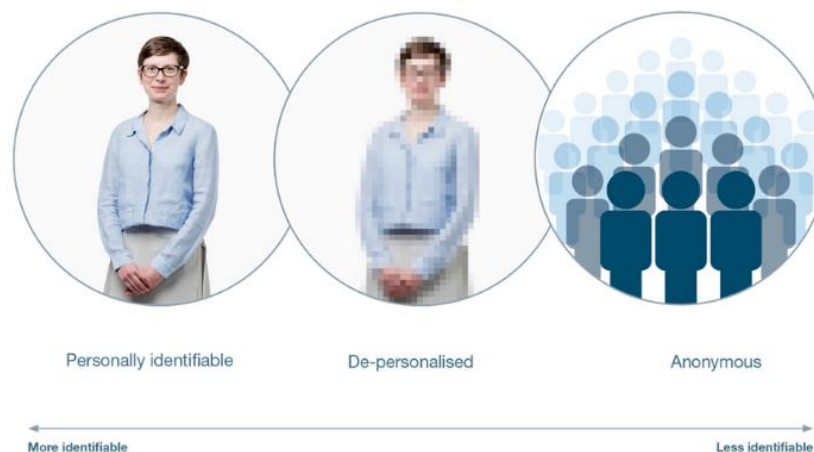 Personally identifiable
De-personalised
Anonymous
More identifiable
Less identifiable